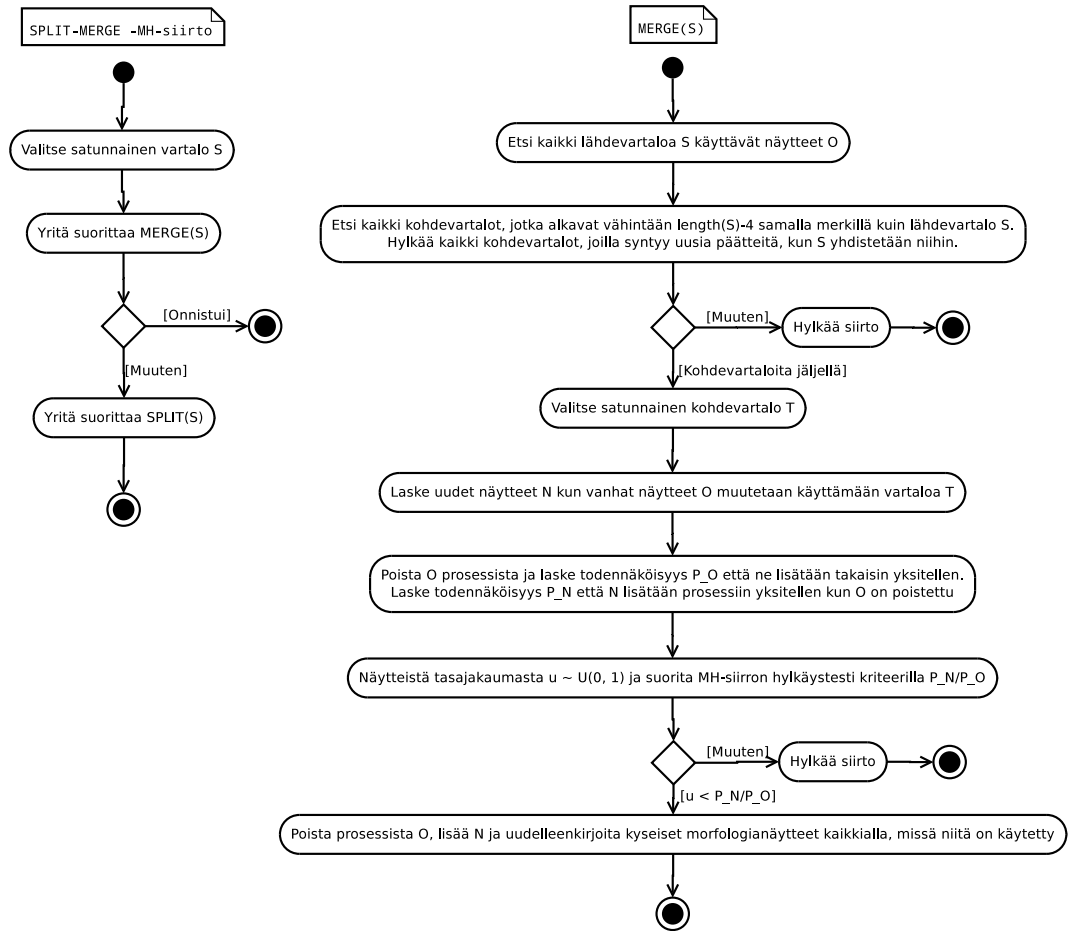 SPLIT-MERGE -MH-siirto
Valitse satunnainen vartalo S
Yritä suorittaa MERGE(S)
[Onnistui]
[Muuten]
Yritä suorittaa SPLIT(S)
MERGE(S)
Etsi kaikki lähdevartaloa S käyttävät näytteet O
Etsi kaikki kohdevartalot, jotka alkavat vähintään length(S)-4 samalla merkillä kuin lähdevartalo S.
Hylkää kaikki kohdevartalot, joilla syntyy uusia päätteitä, kun S yhdistetään niihin.
[Muuten]
Hylkää siirto
[Kohdevartaloita jäljellä]
Valitse satunnainen kohdevartalo T
Laske uudet näytteet N kun vanhat näytteet O muutetaan käyttämään vartaloa T
Poista O prosessista ja laske todennäköisyys P_O että ne lisätään takaisin yksitellen.
Laske todennäköisyys P_N että N lisätään prosessiin yksitellen kun O on poistettu
Näytteistä tasajakaumasta u ~ U(0, 1) ja suorita MH-siirron hylkäystesti kriteerilla P_N/P_O
[Muuten]
Hylkää siirto
[u < P_N/P_O]
Poista prosessista O, lisää N ja uudelleenkirjoita kyseiset morfologianäytteet kaikkialla, missä niitä on käytetty